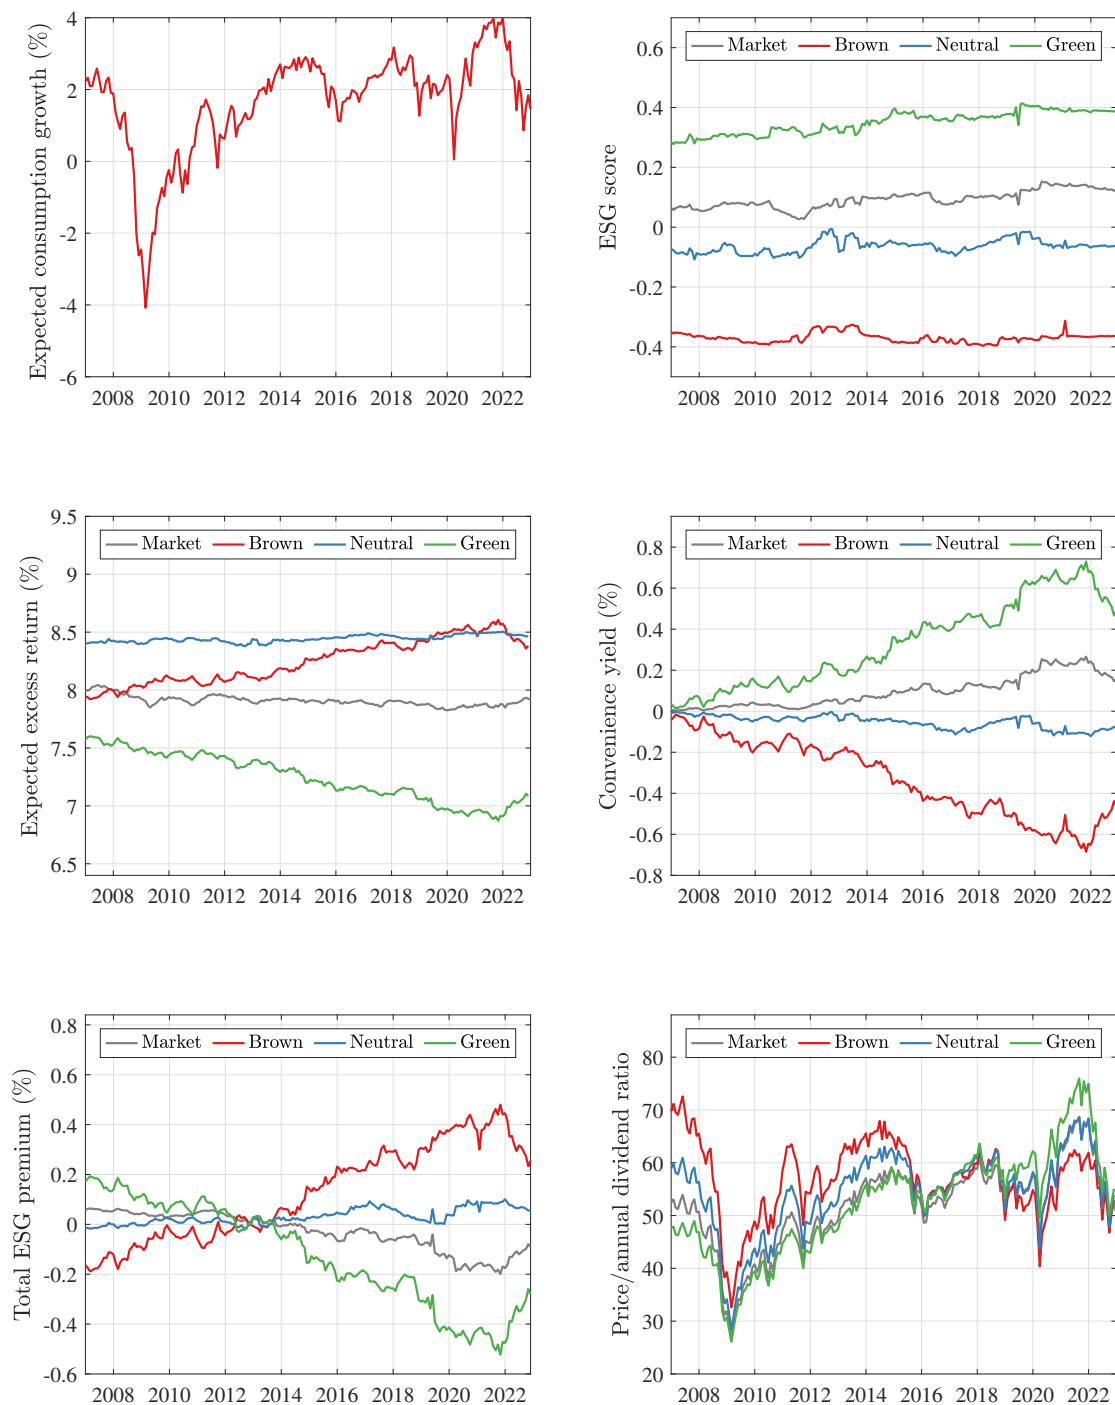 Expected consumption growth (%)
4
2
0
-2
-4
-6
2008 2010 2012 2014 2016 2018 2020 2022
ESG score
Market Brown Neutral Green
0.6
0.4
0.2
0
-0.2
-0.4
2008 2010 2012 2014 2016 2018 2020 2022
Expected excess return (%)
Market Brown Neutral Green
9.5
9
8.5
8
7.5
7
6.5
2008 2010 2012 2014 2016 2018 2020 2022
Convenience yield (%)
Market Brown Neutral Green
0.8
0.6
0.4
0.2
0
-0.2
-0.4
-0.6
-0.8
2008 2010 2012 2014 2016 2018 2020 2022
Total ESG premium (%)
Market Brown Neutral Green
0.8
0.6
0.4
0.2
0
-0.2
-0.4
-0.6
2008 2010 2012 2014 2016 2018 2020 2022
Price/annual dividend ratio
Market Brown Neutral Green
80
70
60
50
40
30
20
2008 2010 2012 2014 2016 2018 2020 2022